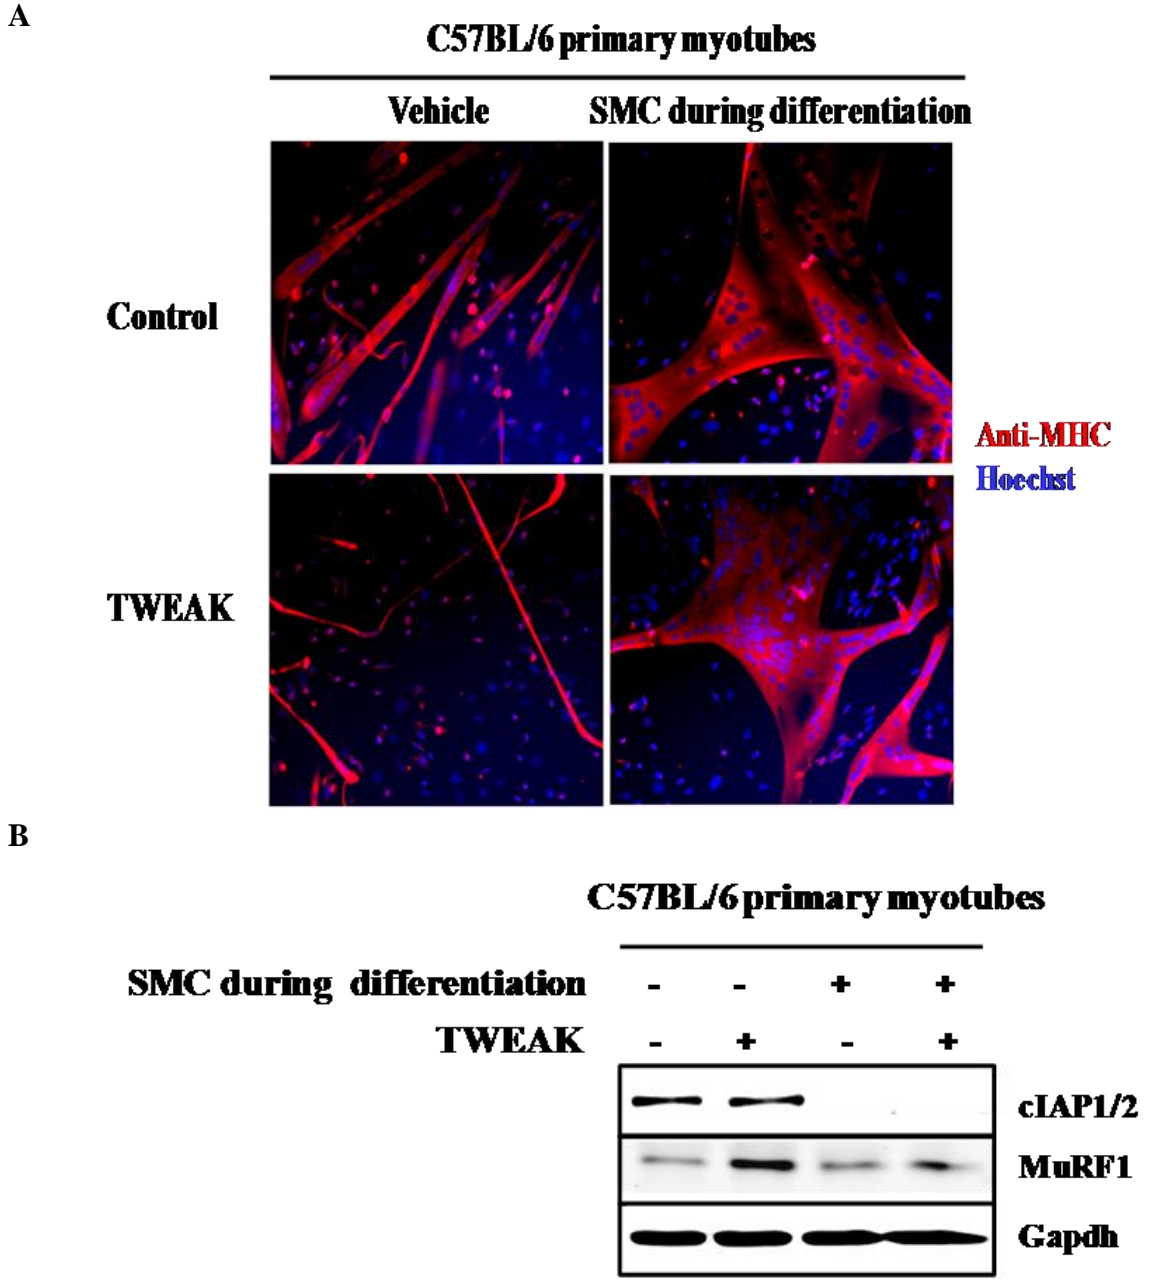 A
C57BL/6 primary myotubes
Vehicle SMC during differentiation
Control
Anti-MHC
Hoechst
TWEAK
B
C57BL/6 primary myotubes
SMC during differentiation - - + +
TWEAK - + - +
cIAP1/2
MuRF1
Gapdh